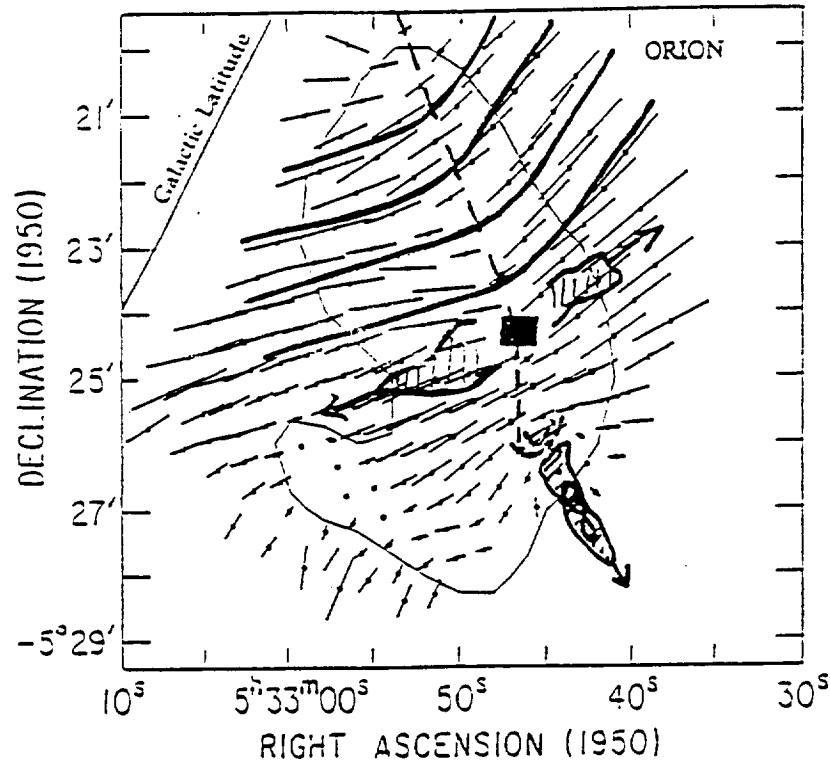 ORION
Galactic Latitude
21′
23′
25′
27′
-5°29′
DECLINATION (1950)
10ˢ
5ʰ33ᵐ00ˢ
50ˢ
40ˢ
30ˢ
RIGHT ASCENSION (1950)